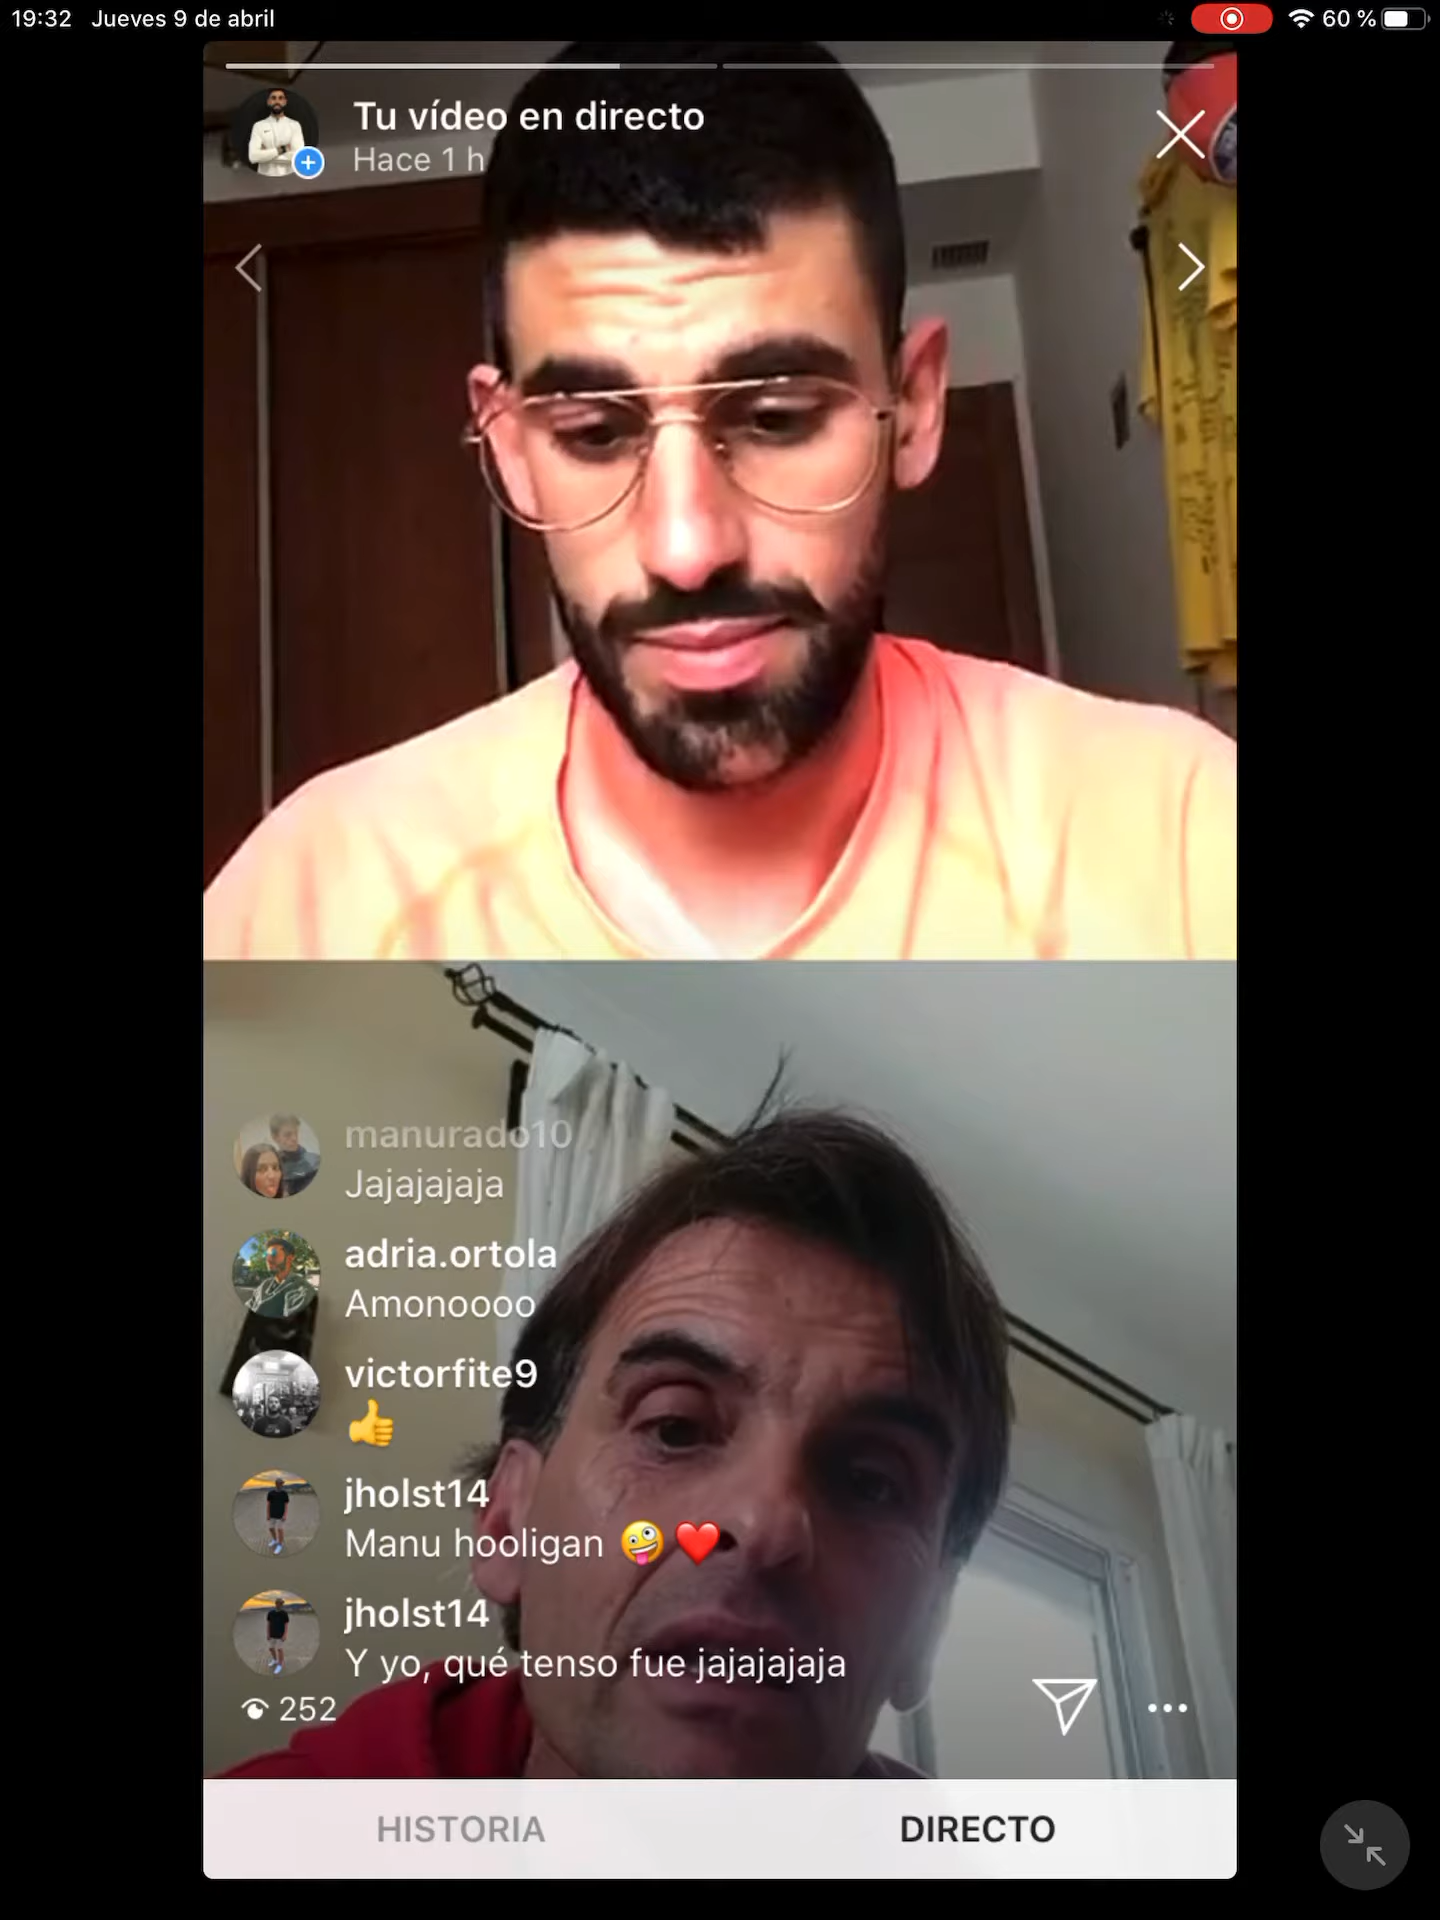 19:32 Jueves 9 de abril
60 %
Tu vídeo en directo
Hace 1 h
manurado10
Jajajajaja
adria.ortola
Amonoooo
victorfite9
👍
jholst14
Manu hooligan 🤪❤️
jholst14
Y yo, qué tenso fue jajajajaja
252
HISTORIA
DIRECTO